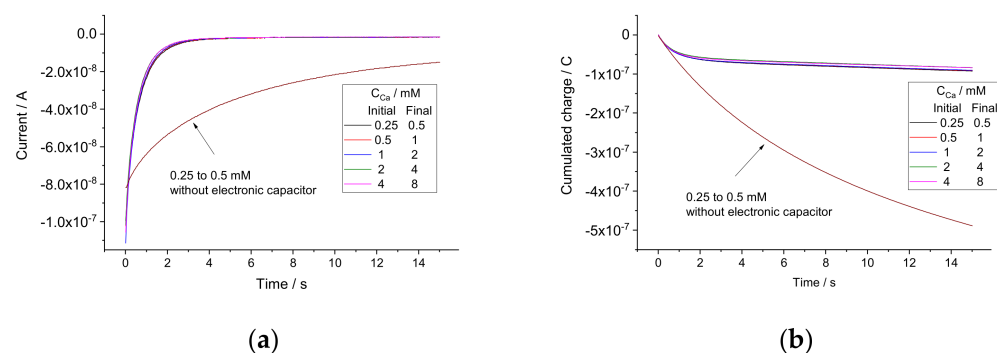 0.0
-2.0x10⁻⁸
-4.0x10⁻⁸
-6.0x10⁻⁸
-8.0x10⁻⁸
-1.0x10⁻⁷
Current / A
0 2 4 6 8 10 12 14
Time / s
C_Ca / mM
Initial Final
0.25 0.5
0.5 1
1 2
2 4
4 8
0.25 to 0.5 mM
without electronic capacitor
(a)
0
-1x10⁻⁷
-2x10⁻⁷
-3x10⁻⁷
-4x10⁻⁷
-5x10⁻⁷
Cumulated charge / C
0 2 4 6 8 10 12 14
Time / s
C_Ca / mM
Initial Final
0.25 0.5
0.5 1
1 2
2 4
4 8
0.25 to 0.5 mM
without electronic capacitor
(b)